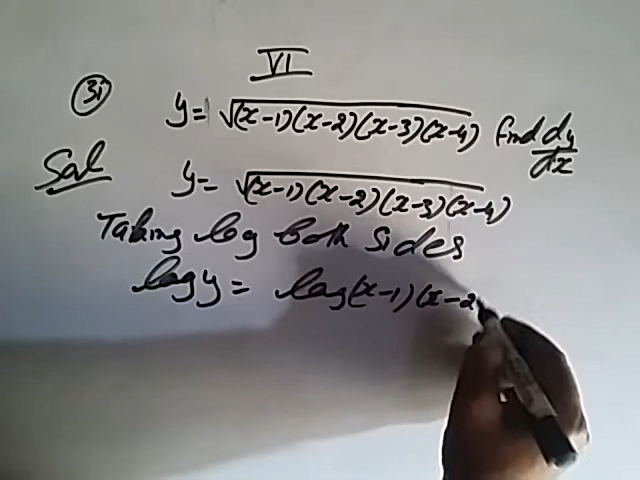 VI
3i y = √(x-1)(x-2)(x-3)(x-4) find dy/dx
Sol y = √(x-1)(x-2)(x-3)(x-4)
Taking log both sides
log y = log(x-1)(x-2